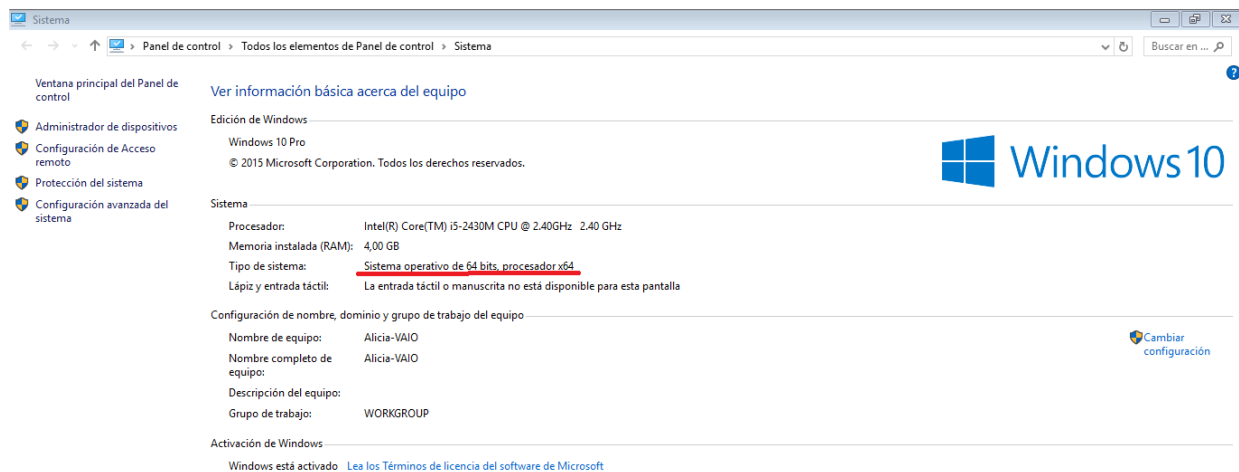 Sistema
Panel de control › Todos los elementos de Panel de control › Sistema
Buscar en ...
Ventana principal del Panel de
control
Administrador de dispositivos
Configuración de Acceso
remoto
Protección del sistema
Configuración avanzada del
sistema
Ver información básica acerca del equipo
Edición de Windows
Windows 10 Pro
© 2015 Microsoft Corporation. Todos los derechos reservados.
Windows 10
Sistema
Procesador: Intel(R) Core(TM) i5-2430M CPU @ 2.40GHz 2.40 GHz
Memoria instalada (RAM): 4,00 GB
Tipo de sistema: Sistema operativo de 64 bits, procesador x64
Lápiz y entrada táctil: La entrada táctil o manuscrita no está disponible para esta pantalla
Configuración de nombre, dominio y grupo de trabajo del equipo
Nombre de equipo: Alicia-VAIO
Cambiar
configuración
Nombre completo de
equipo:
Alicia-VAIO
Descripción del equipo:
Grupo de trabajo: WORKGROUP
Activación de Windows
Windows está activado Lea los Términos de licencia del software de Microsoft